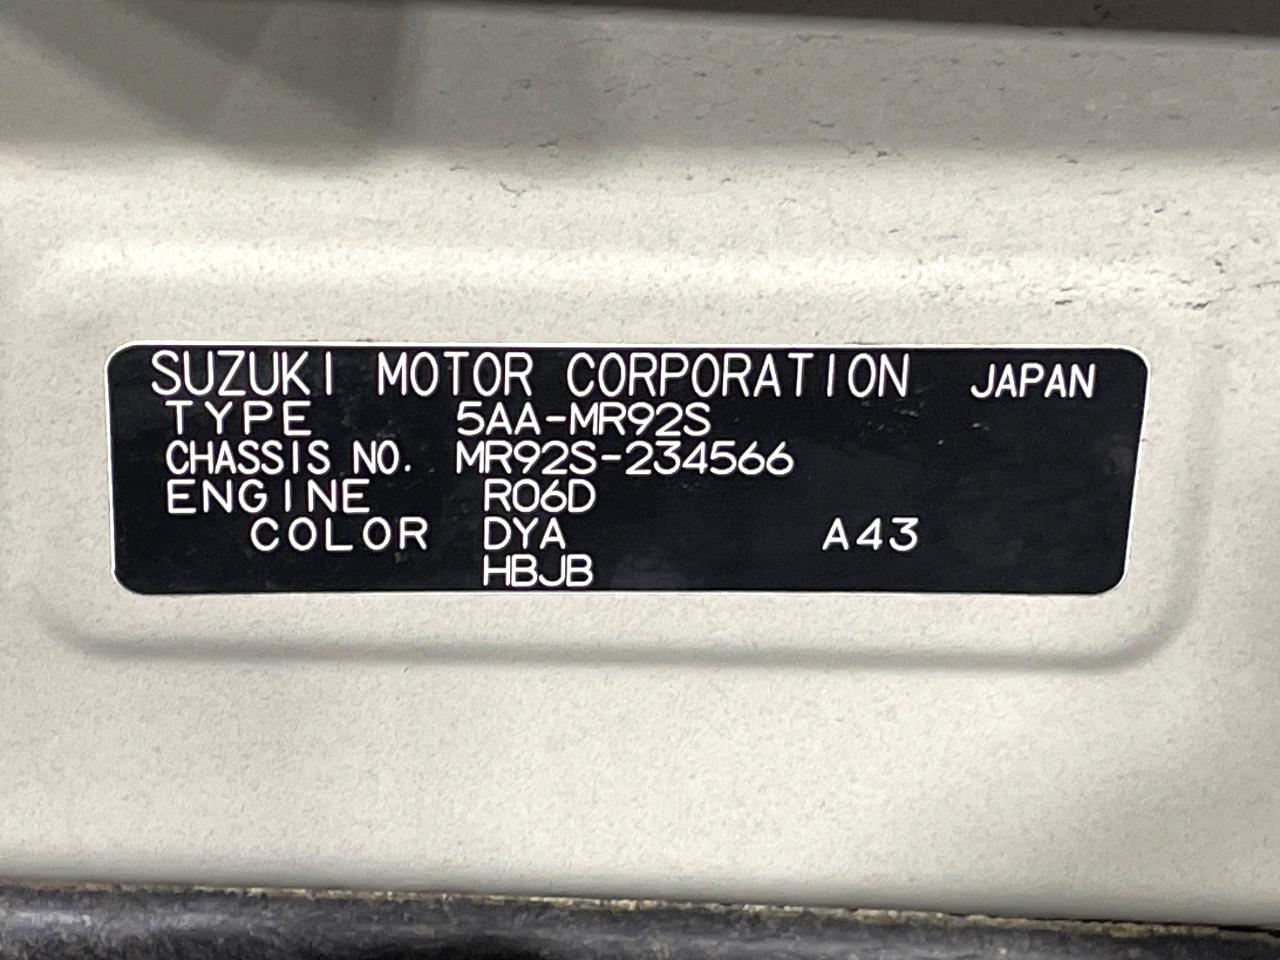 SUZUKI MOTOR CORPORATION JAPAN
TYPE 5AA-MR92S
CHASSIS NO. MR92S-234566
ENGINE R06D
COLOR DYA A43
HBJB